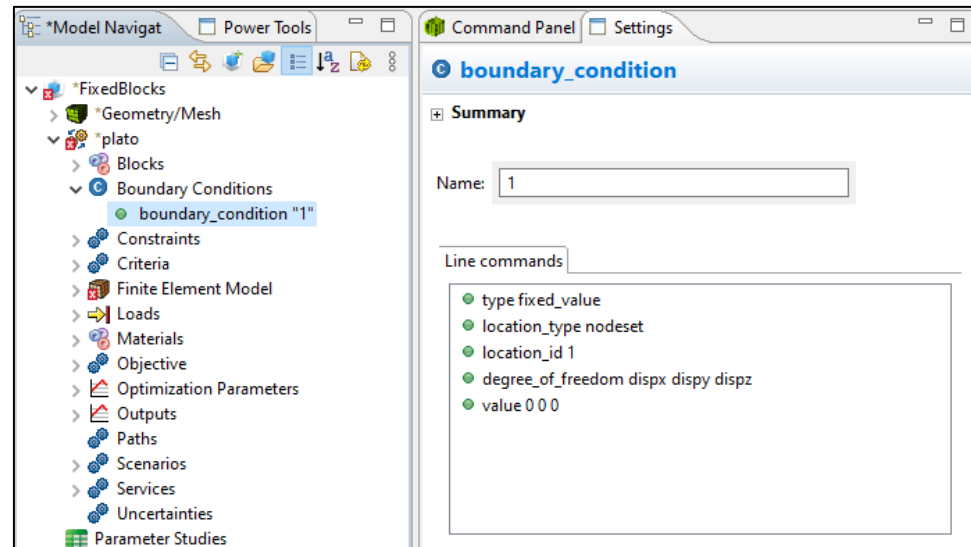 *Model Navigat
Power Tools
*FixedBlocks
*Geometry/Mesh
*plato
Blocks
Boundary Conditions
boundary_condition "1"
Constraints
Criteria
Finite Element Model
Loads
Materials
Objective
Optimization Parameters
Outputs
Paths
Scenarios
Services
Uncertainties
Parameter Studies
Command Panel
Settings
boundary_condition
Summary
Name: 1
Line commands
type fixed_value
location_type nodeset
location_id 1
degree_of_freedom dispx dispy dispz
value 0 0 0